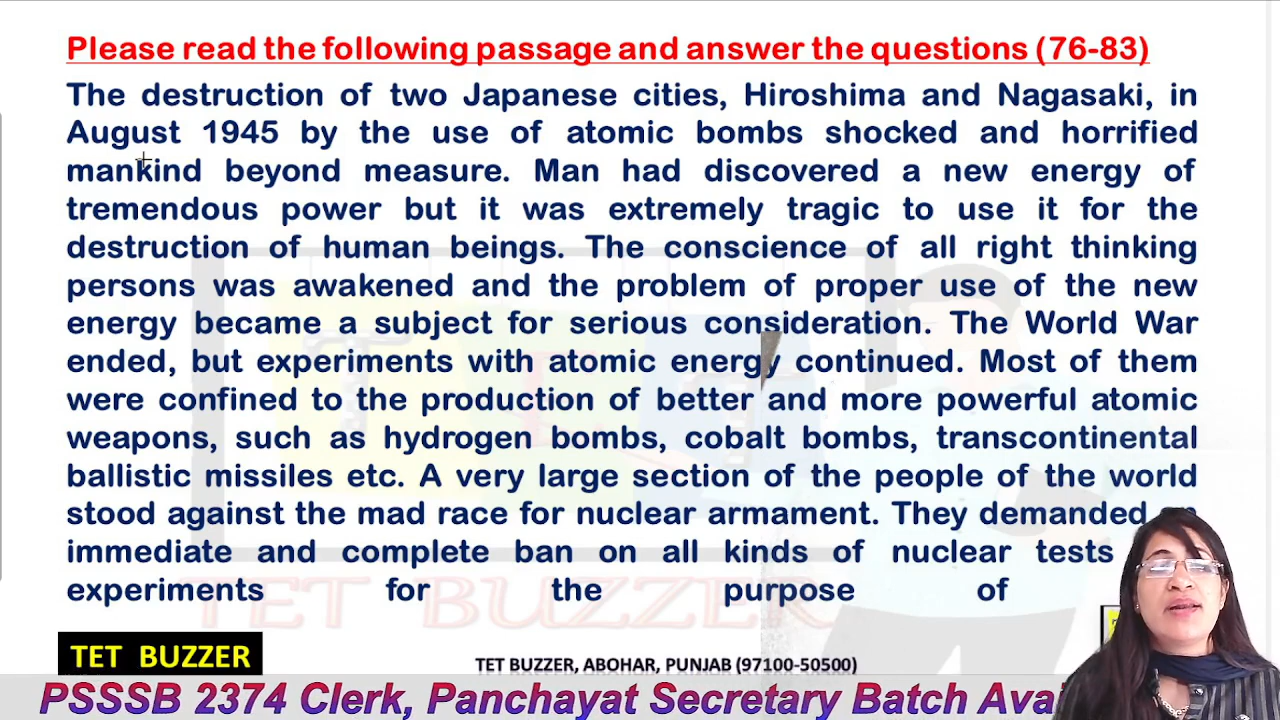 Please read the following passage and answer the questions (76-83)
The destruction of two Japanese cities, Hiroshima and Nagasaki, in
August 1945 by the use of atomic bombs shocked and horrified
mankind beyond measure. Man had discovered a new energy of
tremendous power but it was extremely tragic to use it for the
destruction of human beings. The conscience of all right thinking
persons was awakened and the problem of proper use of the new
energy became a subject for serious consideration. The World War
ended, but experiments with atomic energy continued. Most of them
were confined to the production of better and more powerful atomic
weapons, such as hydrogen bombs, cobalt bombs, transcontinental
ballistic missiles etc. A very large section of the people of the world
stood against the mad race for nuclear armament. They demanded
immediate and complete ban on all kinds of nuclear tests
experiments for the purpose of
TET BUZZER
TET BUZZER
TET BUZZER, ABOHAR, PUNJAB (97100-50500)
PSSSB 2374 Clerk, Panchayat Secretary Batch